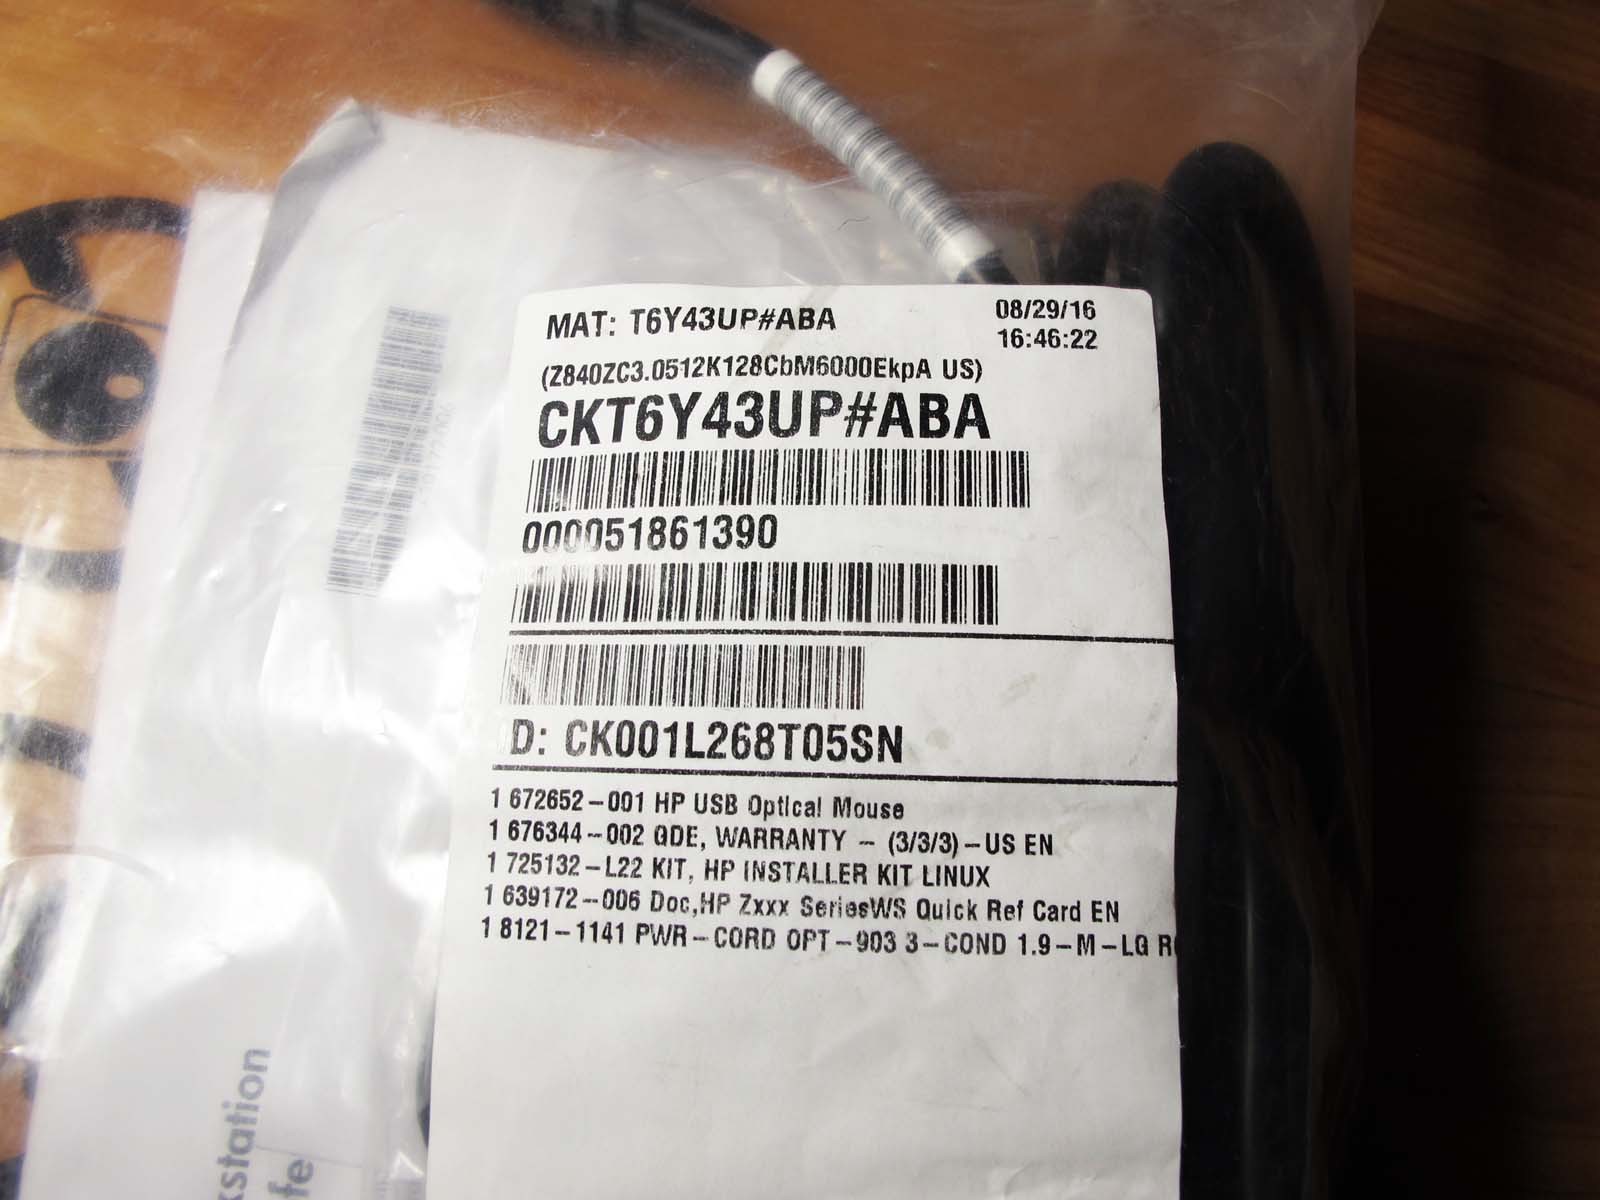 MAT: T6Y43UP#ABA
08/29/16
16:46:22
(Z840ZC3.0512K128CbM6000EkpA US)
CKT6Y43UP#ABA
000051861390
D: CK001L268T05SN
1 672652-001 HP USB Optical Mouse
1 676344-002 QDE, WARRANTY - (3/3/3)-US EN
1 725132-L22 KIT, HP INSTALLER KIT LINUX
1 639172-006 Doc,HP Zxxx SeriesWS Quick Ref Card EN
1 8121-1141 PWR-CORD OPT-903 3-COND 1.9-M-LG
kstation
fe